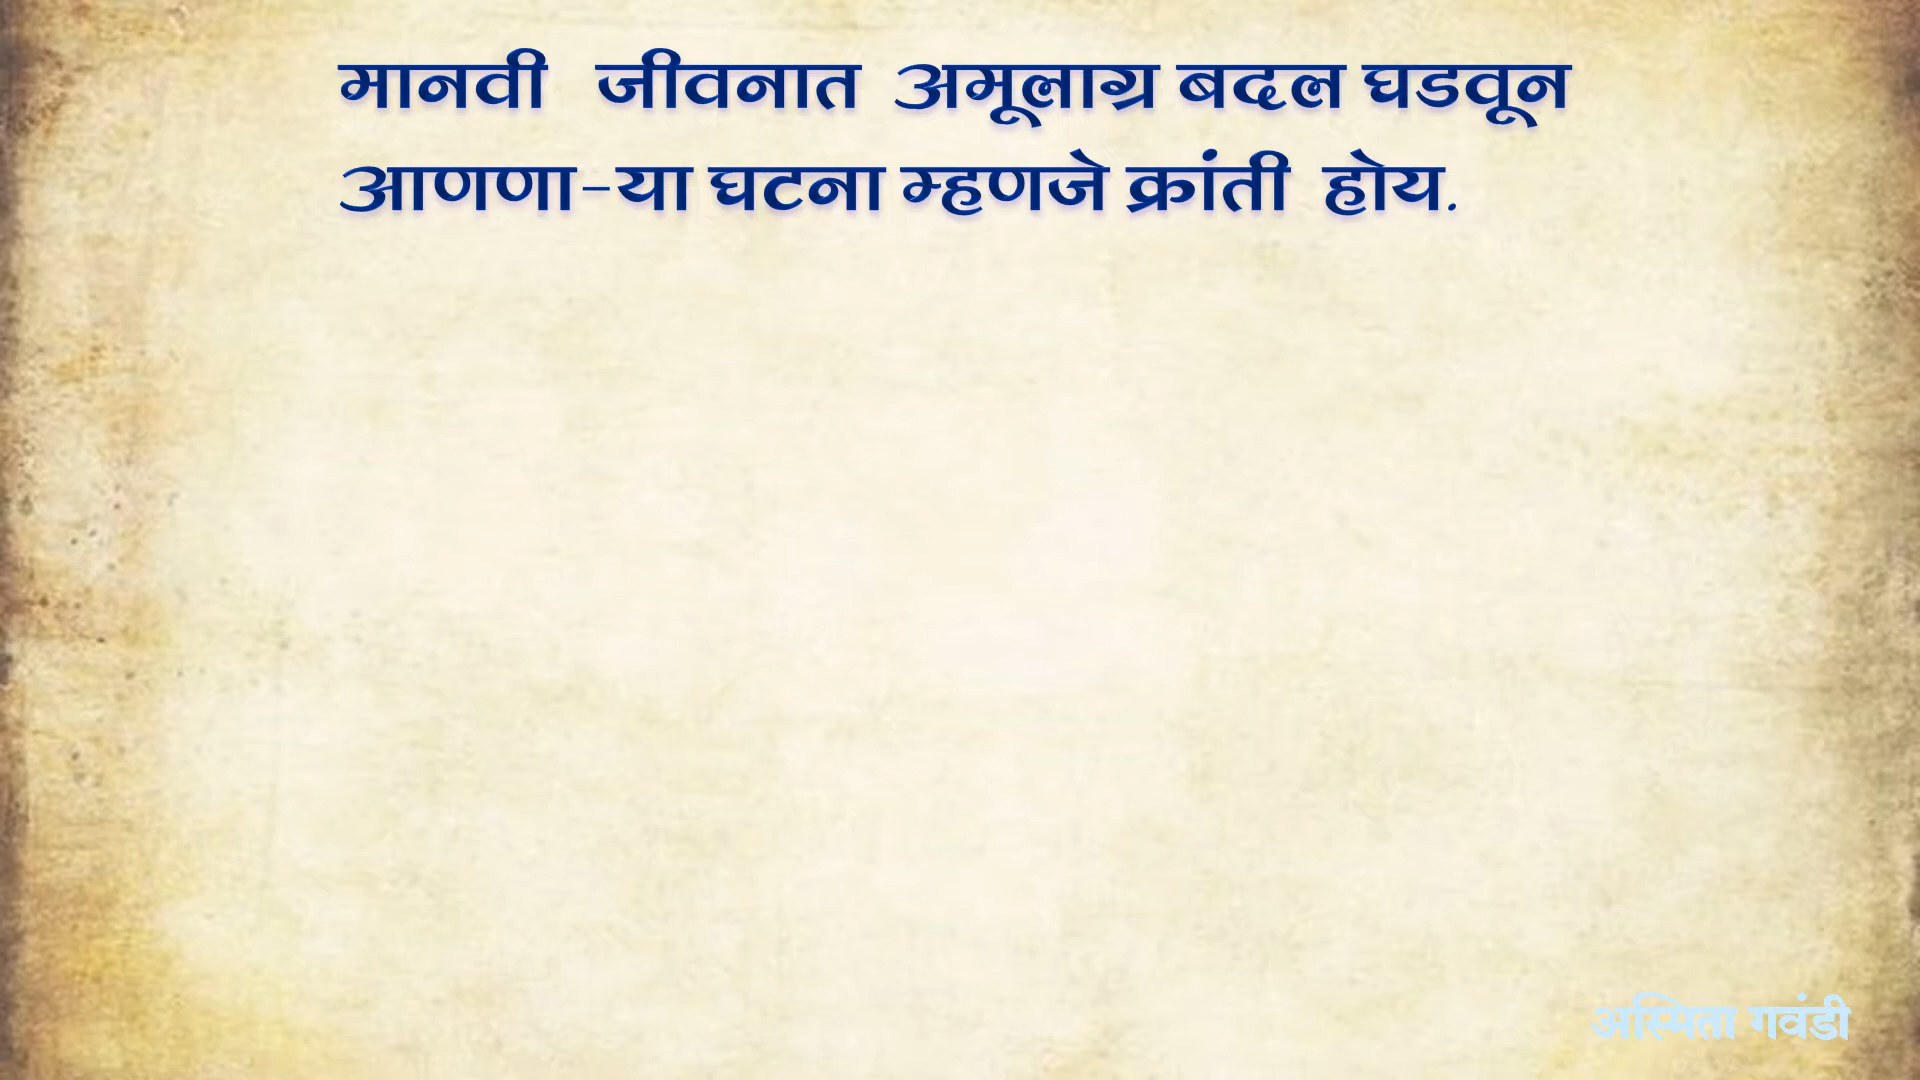 मानवी जीवनात अमूलाग्र बदल घडवून
आणणा-या घटना म्हणजे क्रांती होय.
अस्मिता गवंडी